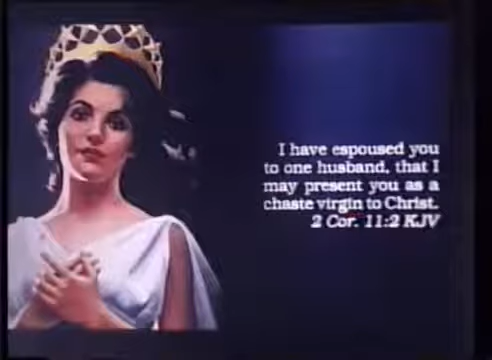 I have espoused you
to one husband, that I
may present you as a
chaste virgin to Christ.
2 Cor. 11:2 KJV